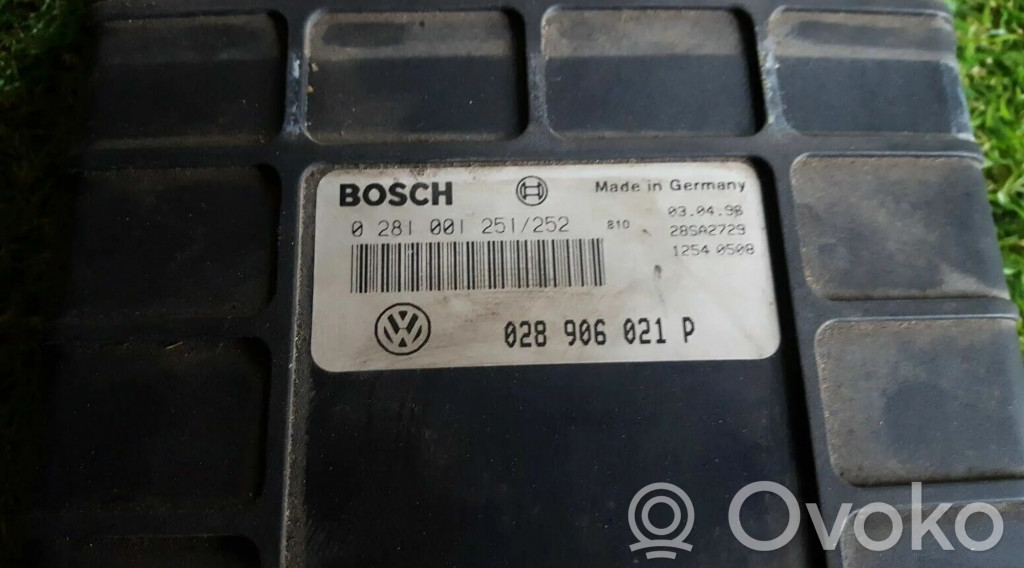 BOSCH
Made in Germany
0 281 001 251/252
810
03.04.98
28SA2729
1254 0508
VW
028 906 021 P
Ovoko